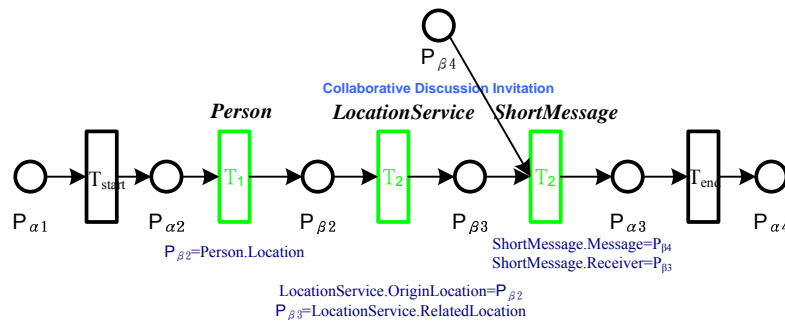 Pβ4
Collaborative Discussion Invitation
Person
LocationService
ShortMessage
Tstart
T1
T2
T2
Tend
Pα1
Pα2
Pβ2
Pβ3
Pα3
Pα4
Pβ2=Person.Location
ShortMessage.Message=Pβ4
ShortMessage.Receiver=Pβ3
LocationService.OriginLocation=Pβ2
Pβ3=LocationService.RelatedLocation